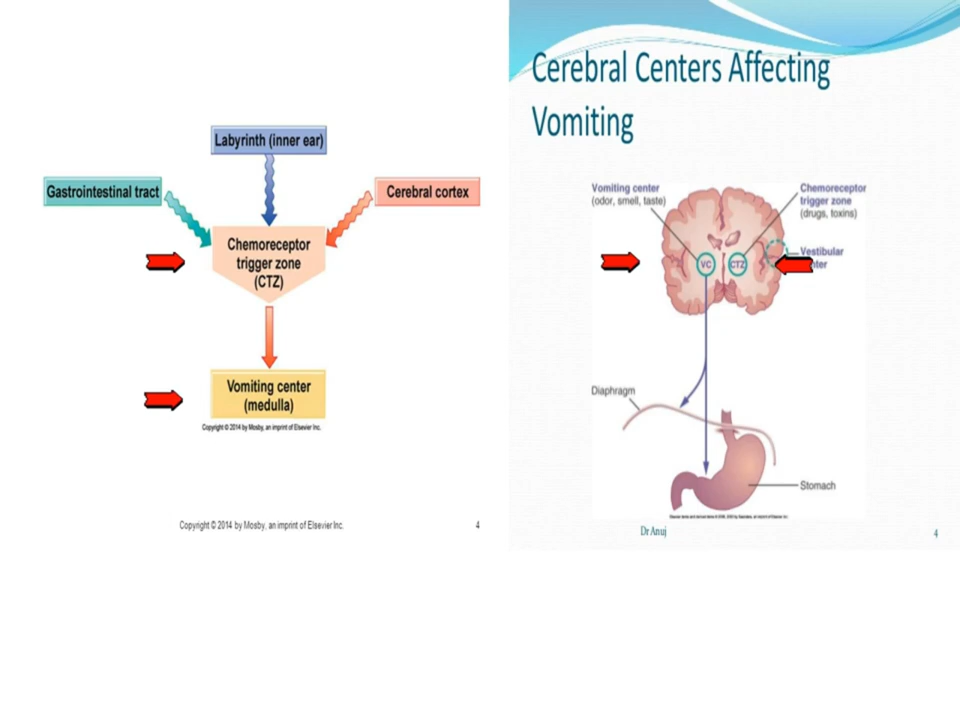 Labyrinth (inner ear)
Gastrointestinal tract
Cerebral cortex
Chemoreceptor
trigger zone
(CTZ)
Vomiting center
(medulla)
Copyright © 2014 by Mosby, an imprint of Elsevier Inc.
Copyright © 2014 by Mosby, an imprint of Elsevier Inc.
4
Cerebral Centers Affecting
Vomiting
Vomiting center
(odor, smell, taste)
Chemoreceptor
trigger zone
(drugs, toxins)
Vestibular
VC
CTZ
Diaphragm
Stomach
Dr Anuj
4